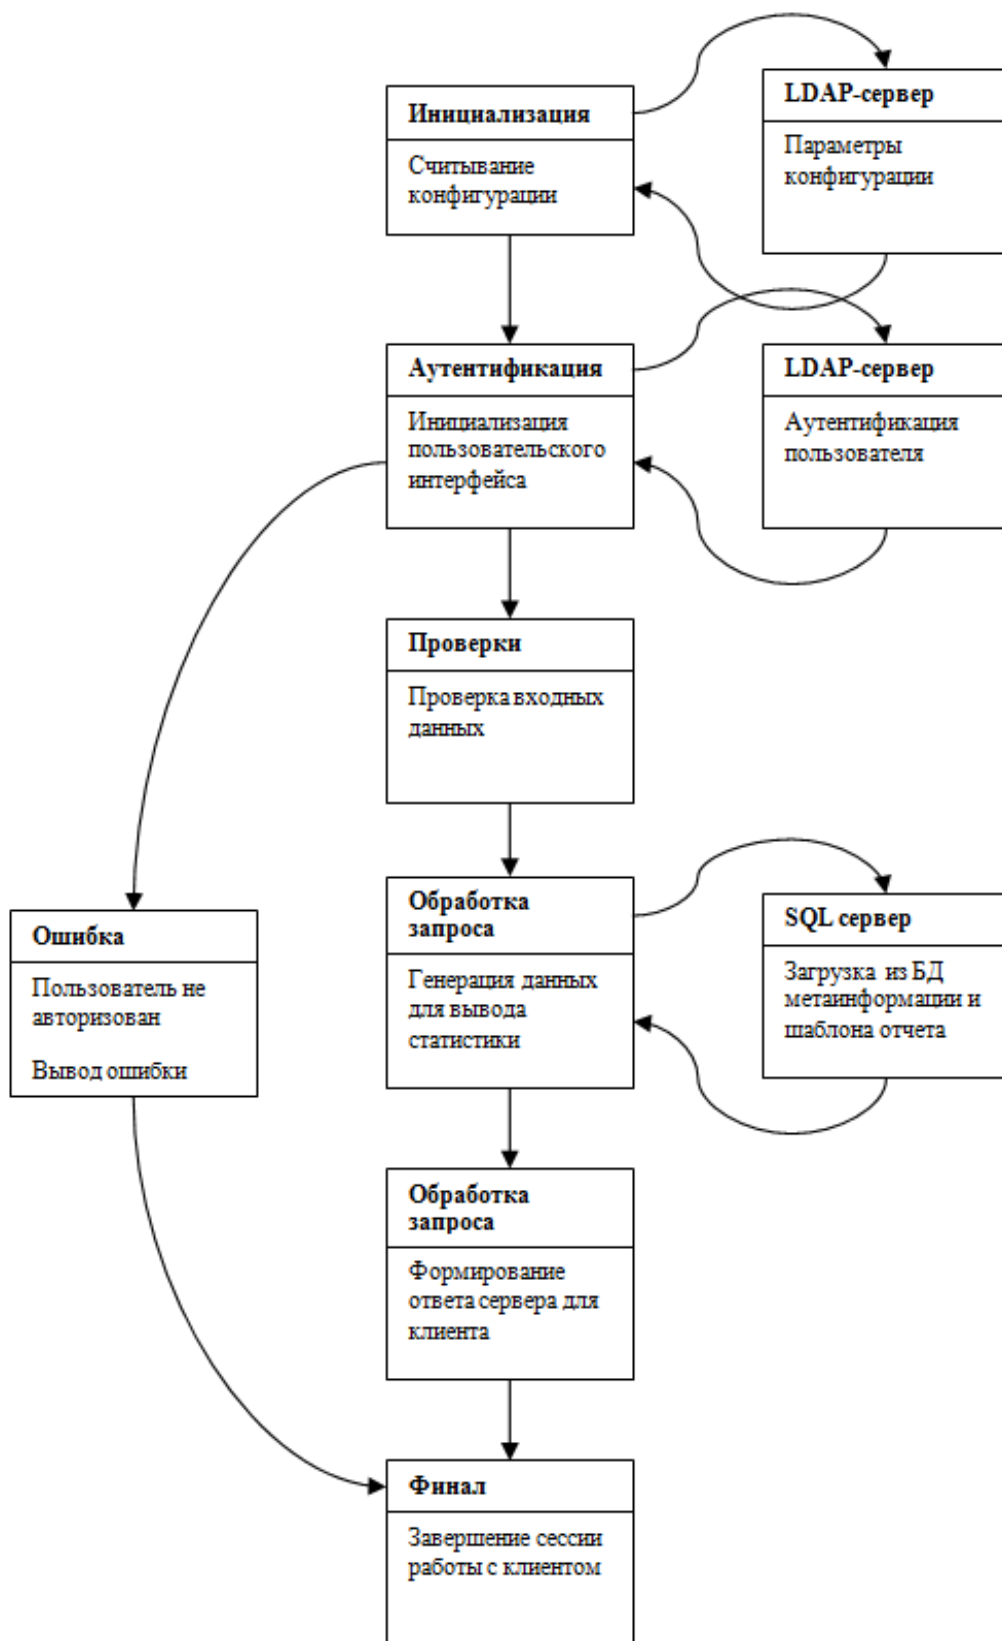 Инициализация
Считывание
конфигурации
LDAP-сервер
Параметры
конфигурации
Аутентификация
Инициализация
пользовательского
интерфейса
LDAP-сервер
Аутентификация
пользователя
Проверки
Проверка входных
данных
Обработка
запроса
Генерация данных
для вывода
статистики
SQL сервер
Загрузка из БД
метаинформации и
шаблона отчета
Ошибка
Пользователь не
авторизован
Вывод ошибки
Обработка
запроса
Формирование
ответа сервера для
клиента
Финал
Завершение сессии
работы с клиентом